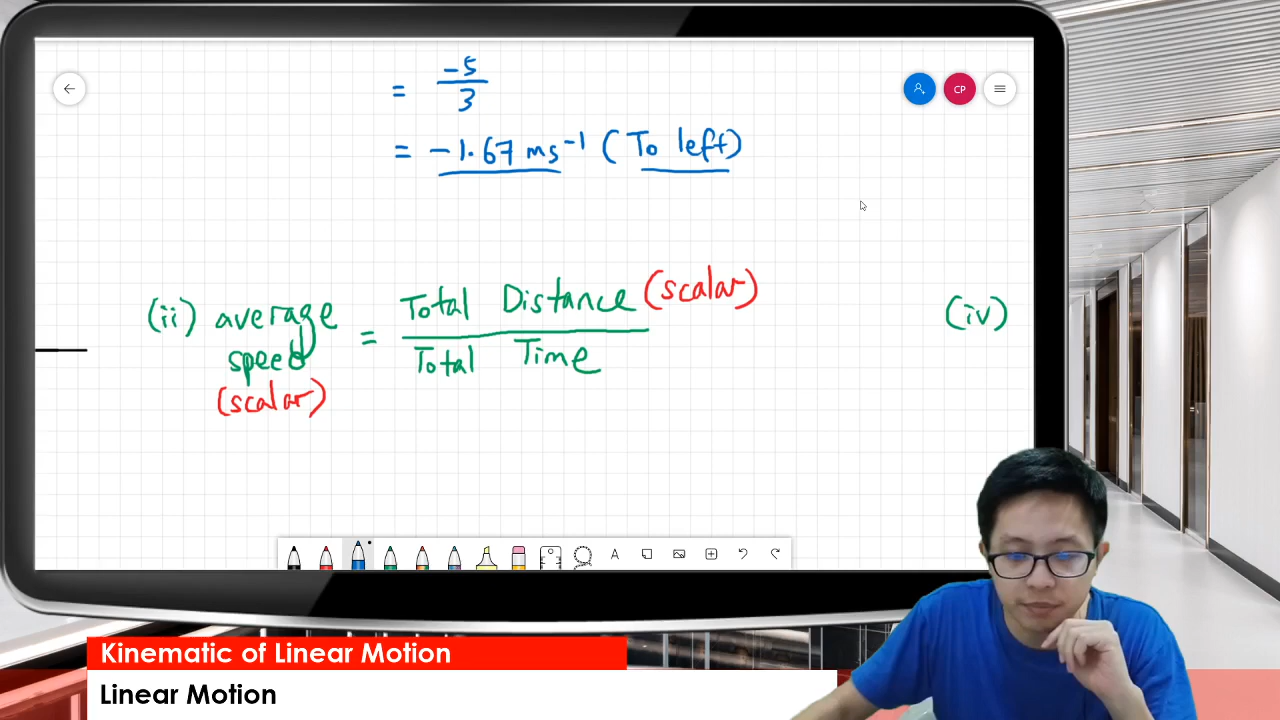 = -5/3
= -1.67 ms⁻¹ (To left)
CP
(ii) average speed (scalar) = Total Distance (scalar) / Total Time
(iv)
A
Kinematic of Linear Motion
Linear Motion